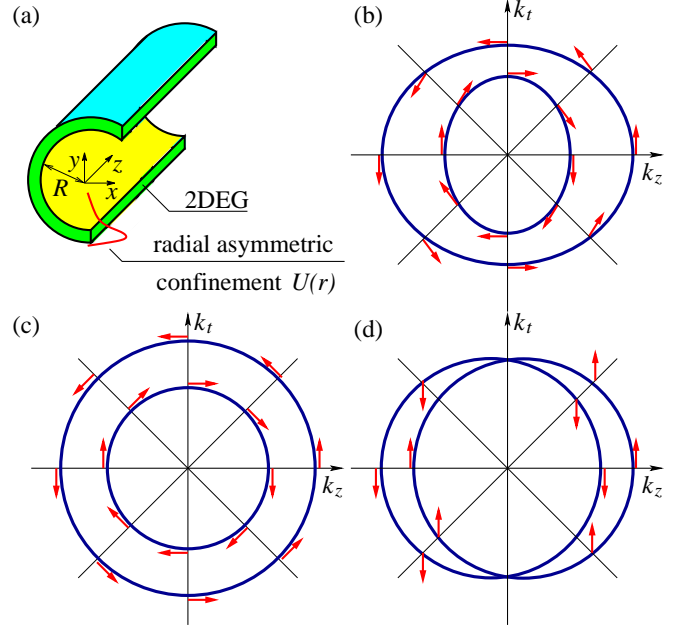 (a)
y
z
R
x
2DEG
radial asymmetric
confinement U(r)
(b)
k_t
k_z
(c)
k_t
k_z
(d)
k_t
k_z